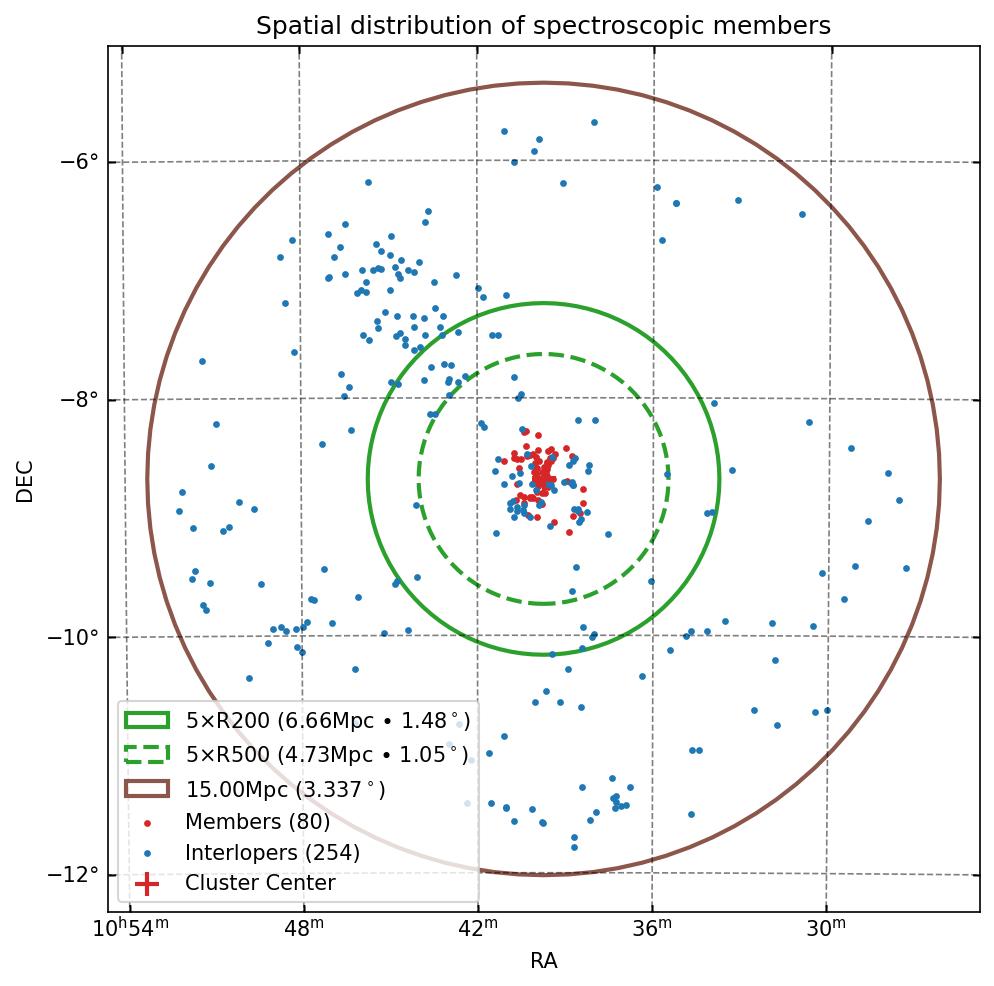 Spatial distribution of spectroscopic members
−6°
−8°
−10°
−12°
DEC
5×R200 (6.66Mpc • 1.48°)
5×R500 (4.73Mpc • 1.05°)
15.00Mpc (3.337°)
Members (80)
Interlopers (254)
Cluster Center
10ʰ54ᵐ 48ᵐ 42ᵐ 36ᵐ 30ᵐ
RA